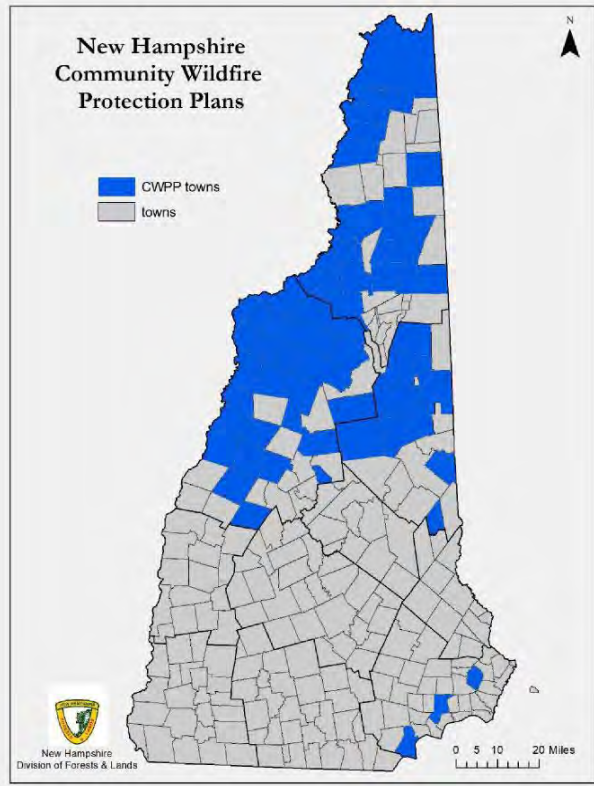 New Hampshire
Community Wildfire
Protection Plans
N
CWPP towns
towns
New Hampshire
Division of Forests & Lands
0 5 10 20 Miles